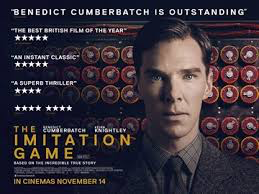 "BENEDICT CUMBERBATCH IS OUTSTANDING"
"THE BEST BRITISH FILM OF THE YEAR"
★★★★★
"AN INSTANT CLASSIC"
★★★★★
"A SUPERB THRILLER"
★★★★
BENEDICT CUMBERBATCH
KNIGHTLEY
THE IMITATION GAME
BASED ON THE INCREDIBLE TRUE STORY
IN CINEMAS NOVEMBER 14